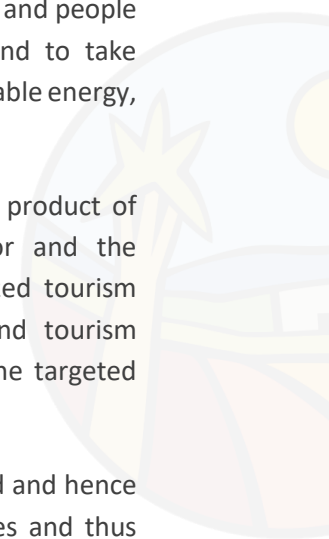 and people
nd to take
able energy,
product of
or and the
ed tourism
nd tourism
he targeted
d and hence
es and thus